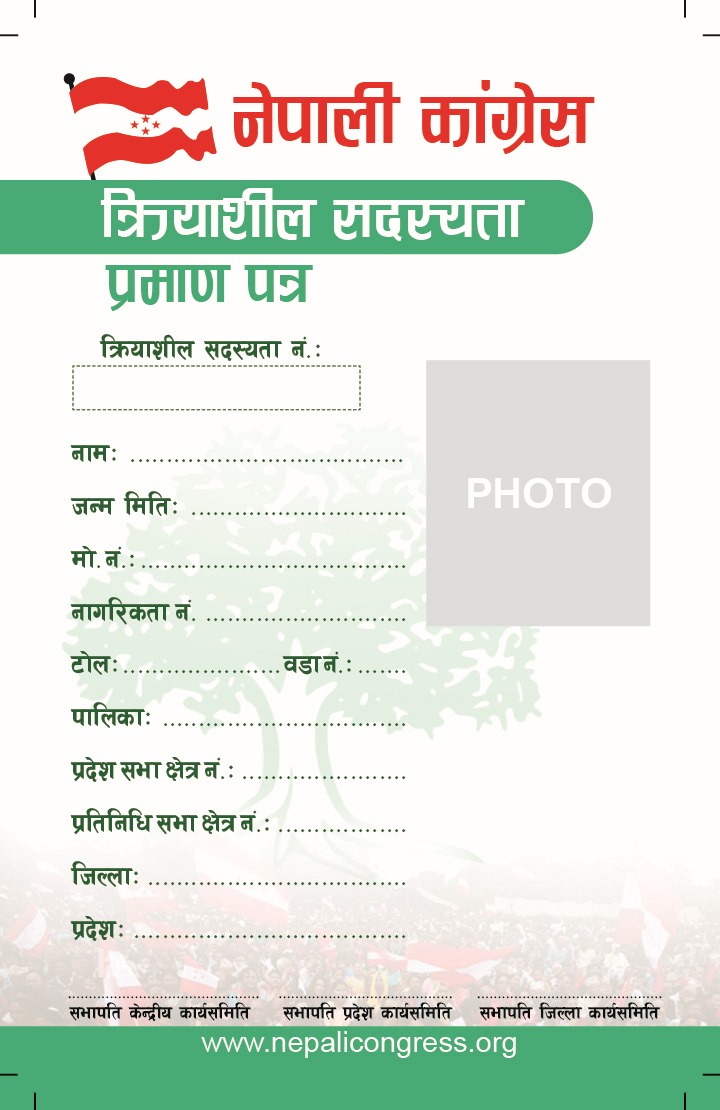 नेपाली कांग्रेस
क्रियाशील सदस्यता
प्रमाण पत्र
क्रियाशील सदस्यता नं.:
PHOTO
नामः ......................................
जन्म मितिः ..............................
मो. नं.: .....................................
नागरिकता नं. ............................
टोलः...................... वडा नं.: .......
पालिकाः ..................................
प्रदेश सभा क्षेत्र नं.: .......................
प्रतिनिधि सभा क्षेत्र नं.: ..................
जिल्लाः ....................................
प्रदेशः ......................................
सभापति केन्द्रीय कार्यसमिति सभापति प्रदेश कार्यसमिति सभापति जिल्ला कार्यसमिति
www.nepalicongress.org